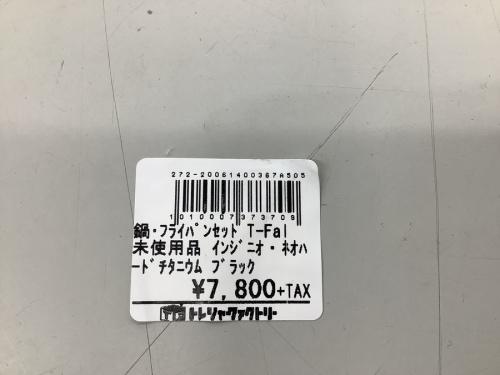 272-20061400367A505
1010007373709
鍋・フライパンセット T-Fal
未使用品 インジニオ・ネオハ
ードチタニウム ブラック
¥7,800+TAX
トレジャーファクトリー